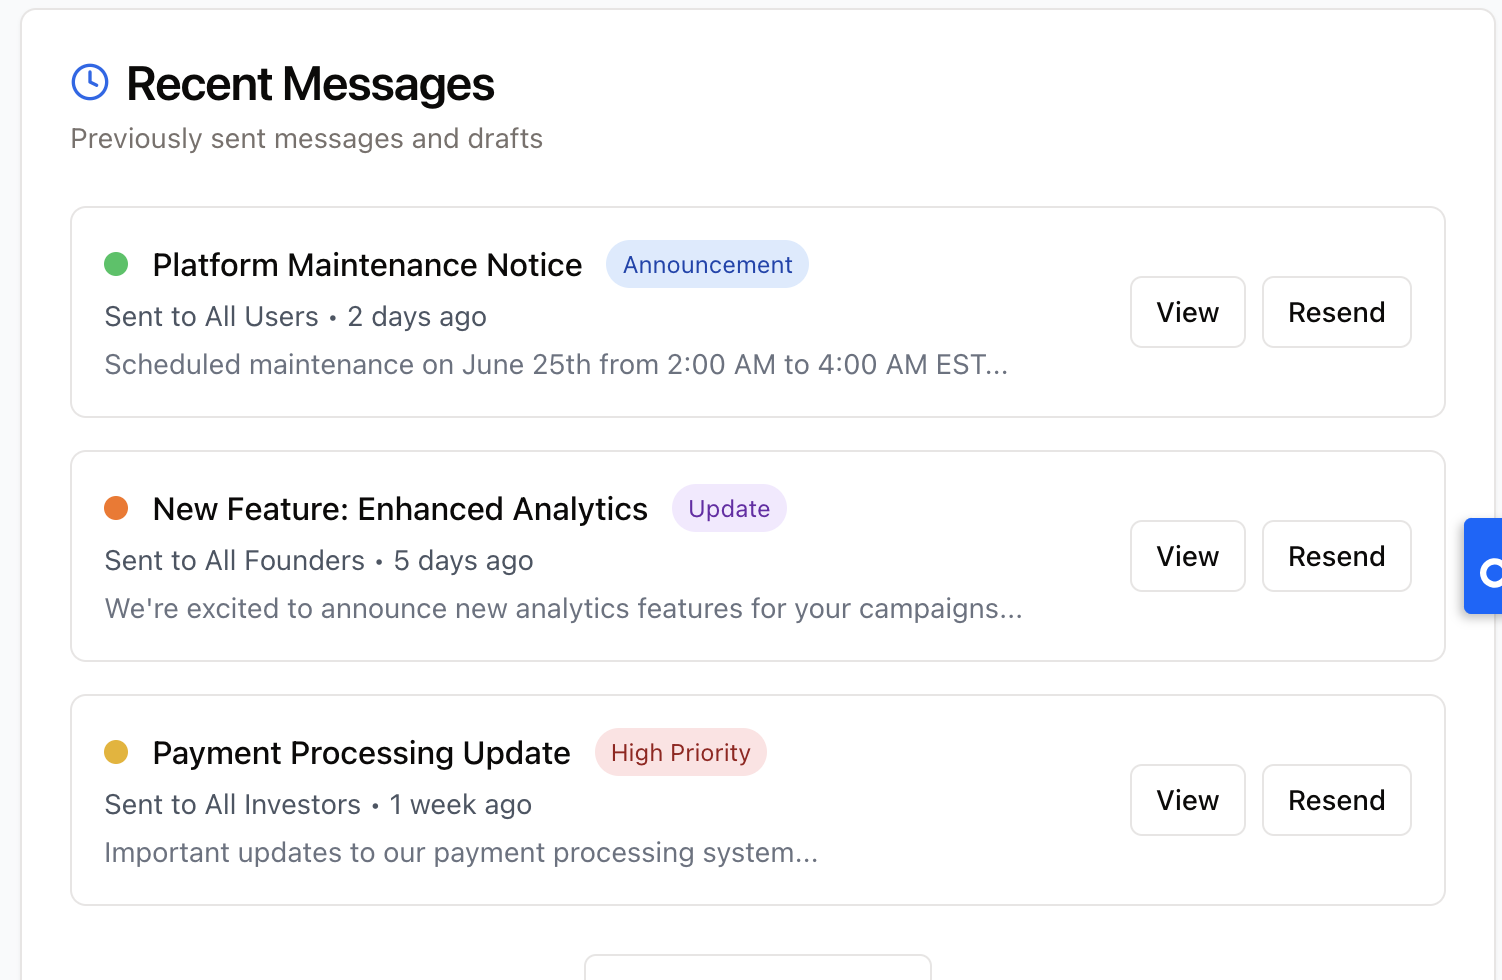 Recent Messages
Previously sent messages and drafts
Platform Maintenance Notice
Announcement
Sent to All Users • 2 days ago
Scheduled maintenance on June 25th from 2:00 AM to 4:00 AM EST...
View
Resend
New Feature: Enhanced Analytics
Update
Sent to All Founders • 5 days ago
We're excited to announce new analytics features for your campaigns...
View
Resend
Payment Processing Update
High Priority
Sent to All Investors • 1 week ago
Important updates to our payment processing system...
View
Resend